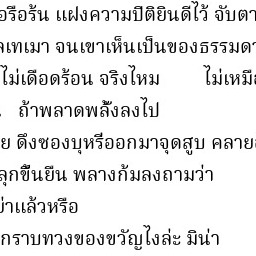 อรือร้น แฝงความปีติยินดีไว้ จับตา
ลเทเมา จนเขาเห็นเป็นของธรรมดา
ไม่เดือดร้อน จริงไหม ไม่เหมือ
ถ้าพลาดพลั้งลงไป
ย ดึงซองบุหรี่ออกมาจุดสูบ คลาย
ลุกขึ้นยืน พลางก้มลงถามว่า
ย่าแล้วหรือ
กราบทวงของขวัญไงล่ะ มิน่า